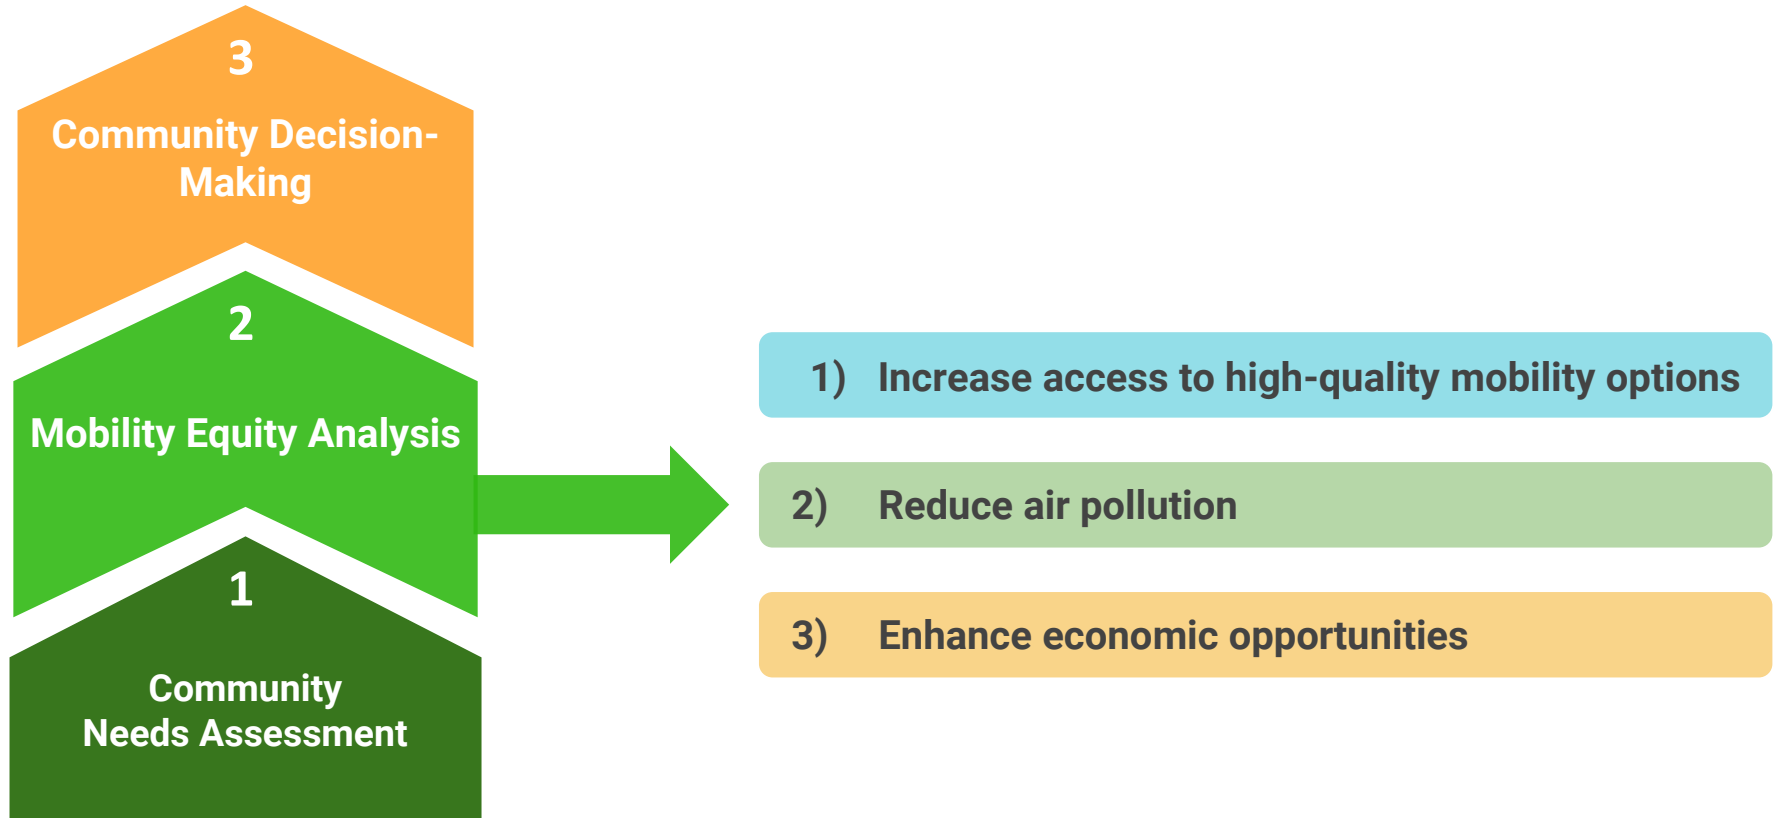 3
Community Decision-
Making
2
Mobility Equity Analysis
1
Community
Needs Assessment
1) Increase access to high-quality mobility options
2) Reduce air pollution
3) Enhance economic opportunities